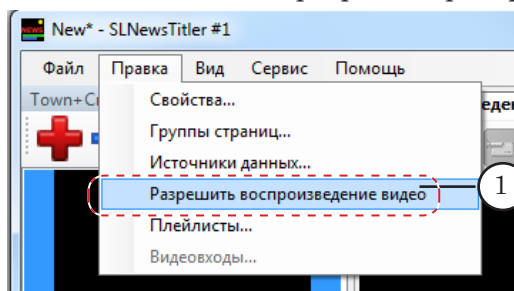 New* - SLNewsTitler #1
Файл Правка Вид Сервис Помощь
Town+
Свойства...
Группы страниц...
Источники данных...
Разрешить воспроизведение видео
1
Плейлисты...
Видеовходы...